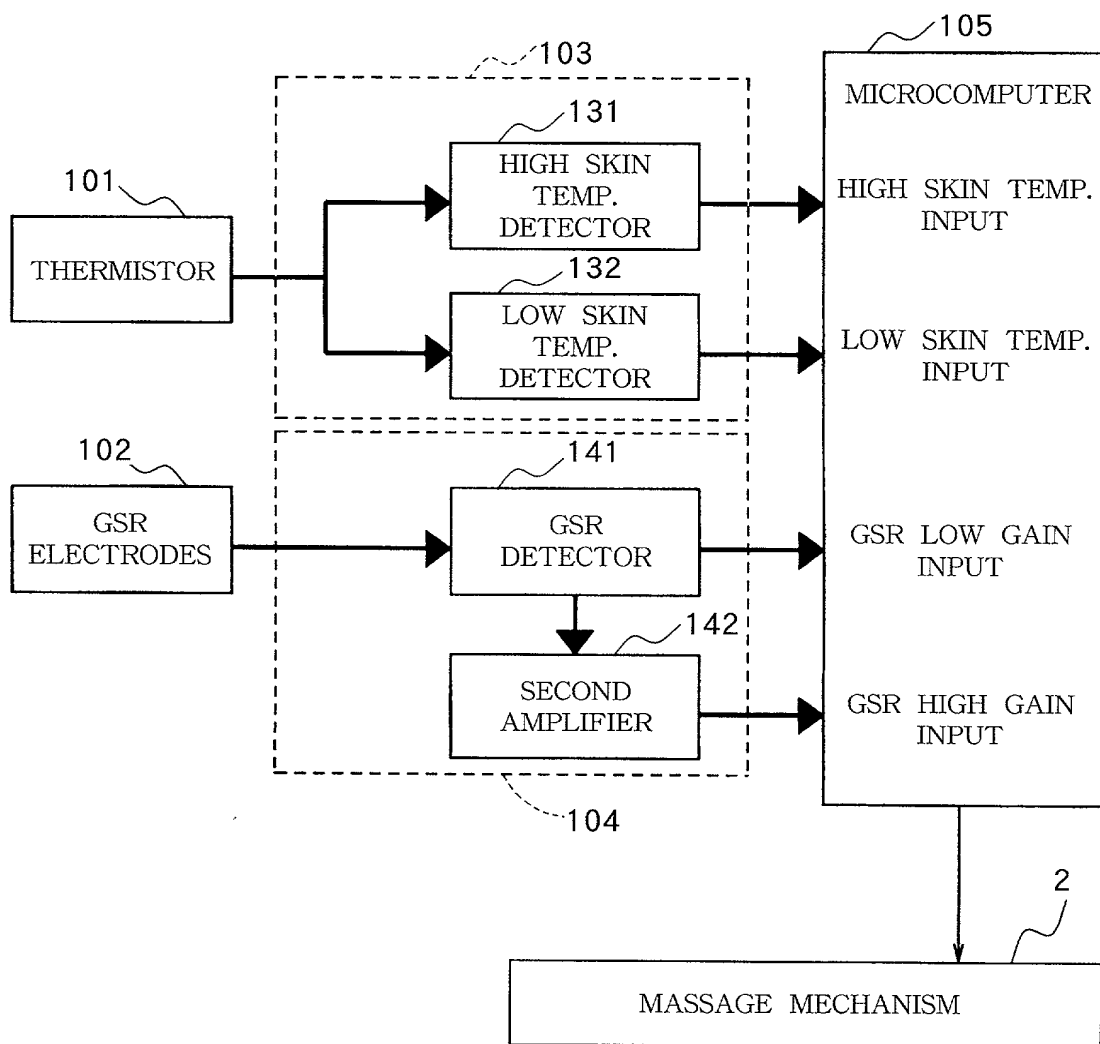 105
103
MICROCOMPUTER
131
HIGH SKIN
TEMP.
DETECTOR
HIGH SKIN TEMP.
INPUT
101
THERMISTOR
132
LOW SKIN
TEMP.
DETECTOR
LOW SKIN TEMP.
INPUT
102
GSR
ELECTRODES
141
GSR
DETECTOR
GSR LOW GAIN
INPUT
142
SECOND
AMPLIFIER
GSR HIGH GAIN
INPUT
104
2
MASSAGE MECHANISM